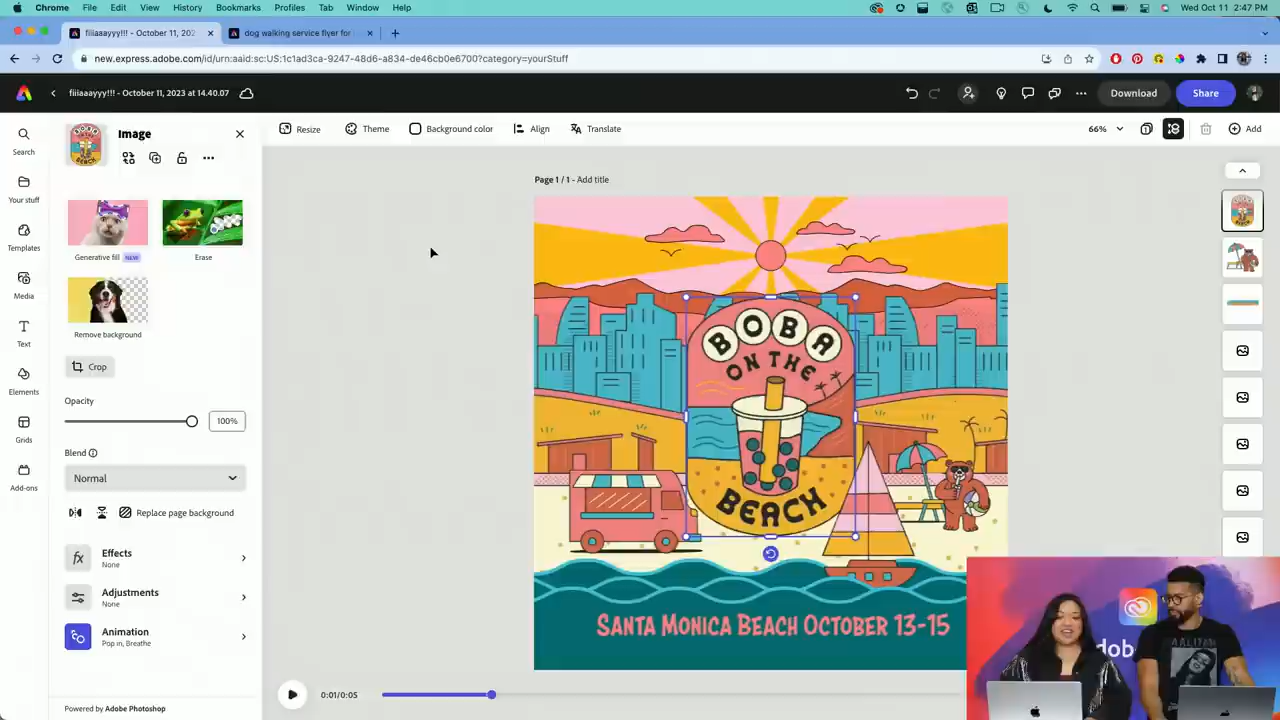 Chrome File Edit View History Bookmarks Profiles Tab Window Help
Wed Oct 11 2:47 PM
fiiiaaayyy!!! - October 11, 202
dog walking service flyer for
new.express.adobe.com/id/urn:aaid:sc:US:1c1ad3ca-9247-48d6-a834-de46cb0e6700?category=yourStuff
fiiiaaayyy!!! - October 11, 2023 at 14.40.07
Download
Share
Search
Your stuff
Templates
Media
Text
Elements
Grids
Add-ons
Image
Generative fill NEW
Erase
Remove background
Crop
Opacity
100%
Blend
Normal
Replace page background
Effects
None
Adjustments
None
Animation
Pop in, Breathe
Powered by Adobe Photoshop
Resize Theme Background color Align Translate
66%
Add
Page 1 / 1 - Add title
BOBA
ON THE
BEACH
SANTA MONICA BEACH OCTOBER 13-15
0:01/0:05